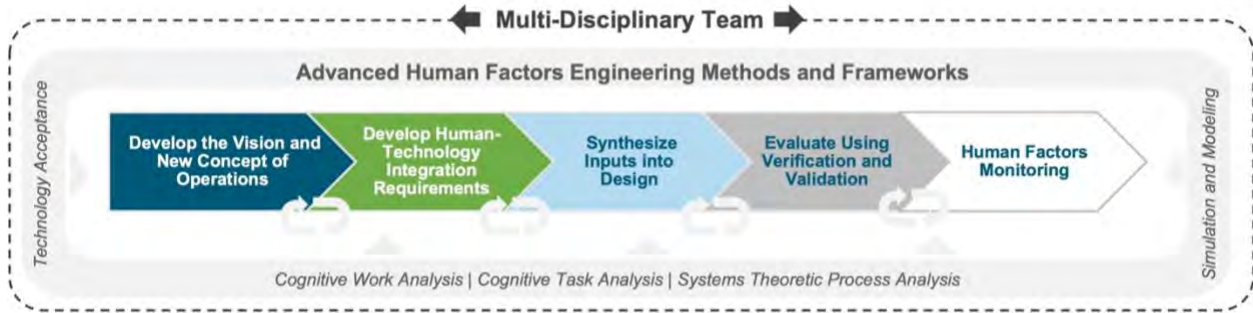 Multi-Disciplinary Team
Advanced Human Factors Engineering Methods and Frameworks
Technology Acceptance
Develop the Vision and
New Concept of
Operations
Develop Human-
Technology
Integration
Requirements
Synthesize
Inputs into
Design
Evaluate Using
Verification and
Validation
Human Factors
Monitoring
Simulation and Modeling
Cognitive Work Analysis | Cognitive Task Analysis | Systems Theoretic Process Analysis